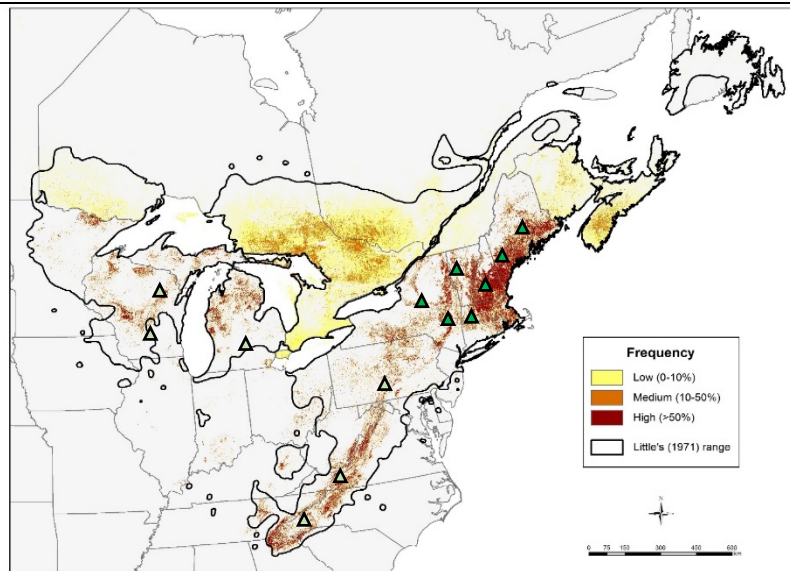 Frequency
Low (0-10%)
Medium (10-50%)
High (>50%)
Little's (1971) range
N
0 75 150 300 450 600